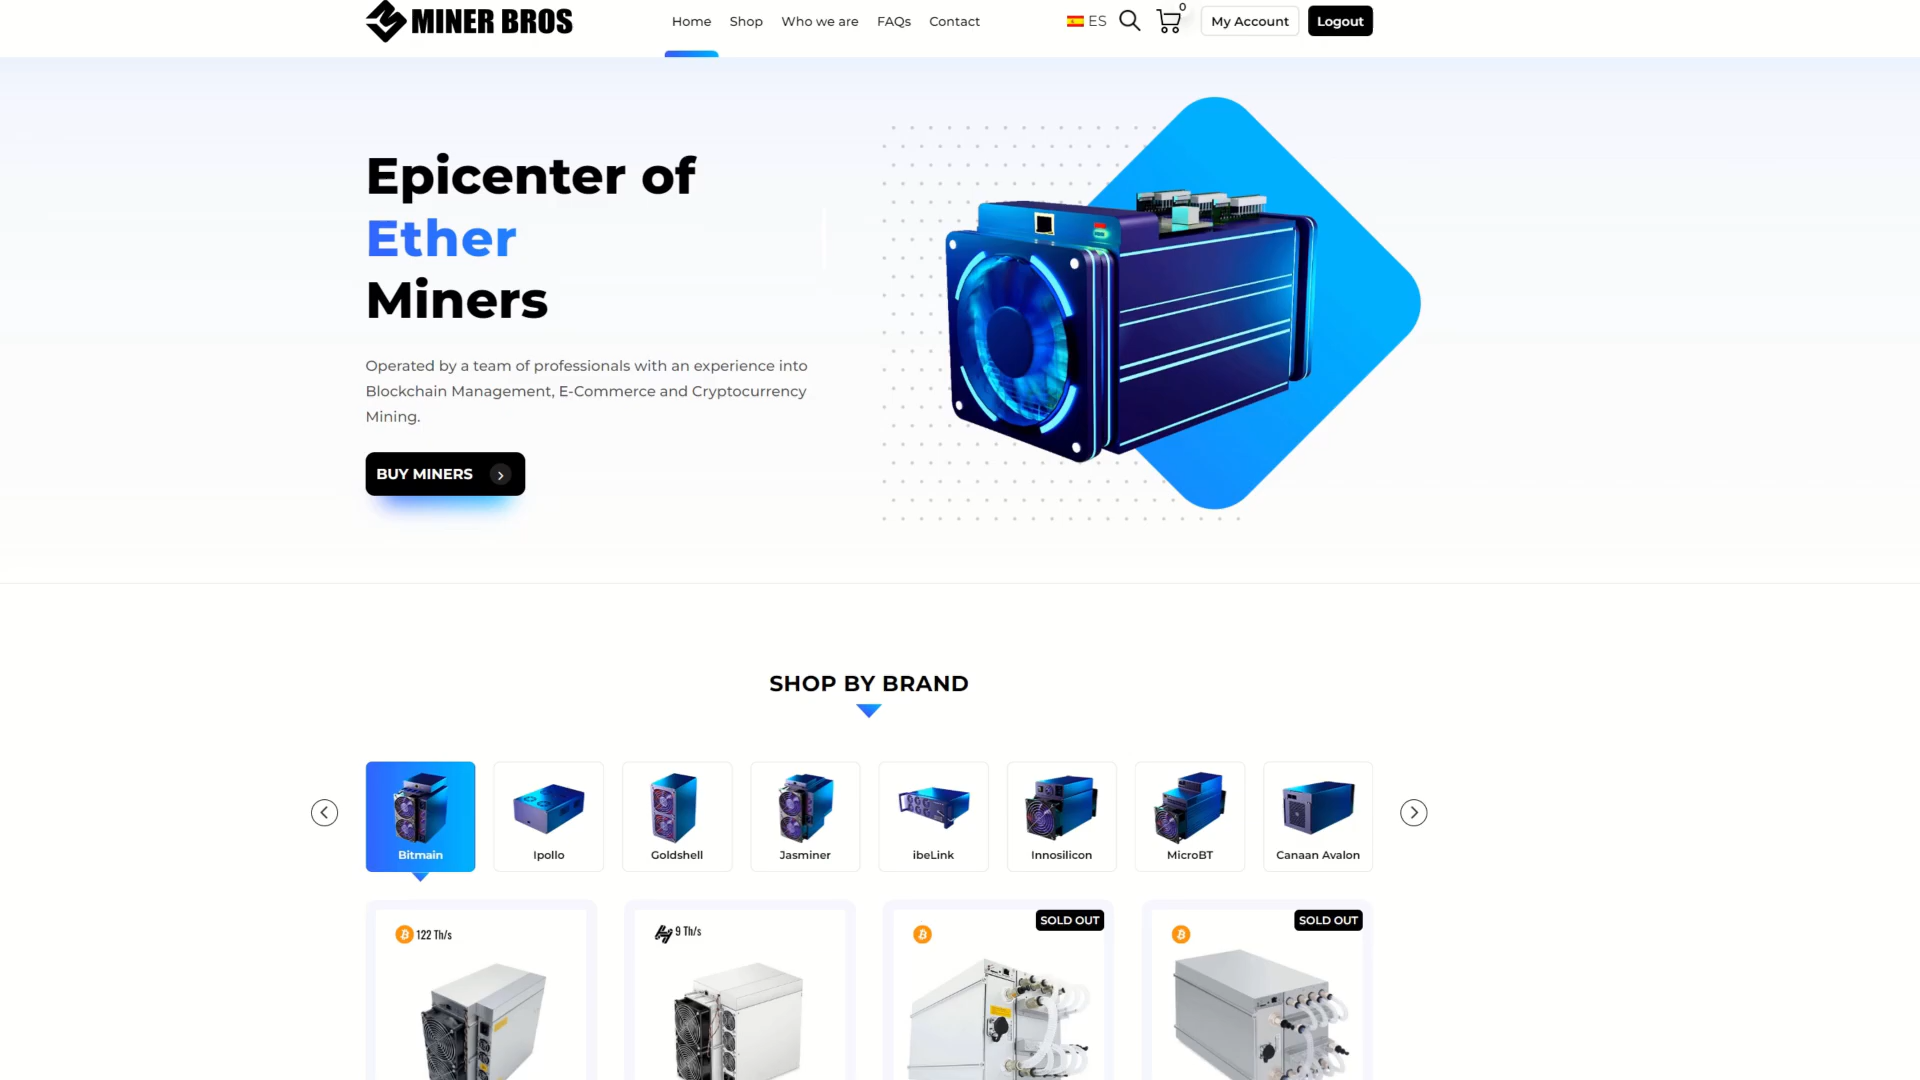 MINER BROS
Home Shop Who we are FAQs Contact
ES
0
My Account
Logout
Epicenter of
Ether
Miners
Operated by a team of professionals with an experience into
Blockchain Management, E-Commerce and Cryptocurrency
Mining.
BUY MINERS
SHOP BY BRAND
Bitmain
Ipollo
Goldshell
Jasminer
ibeLink
Innosilicon
MicroBT
Canaan Avalon
122 Th/s
9 Th/s
SOLD OUT
SOLD OUT